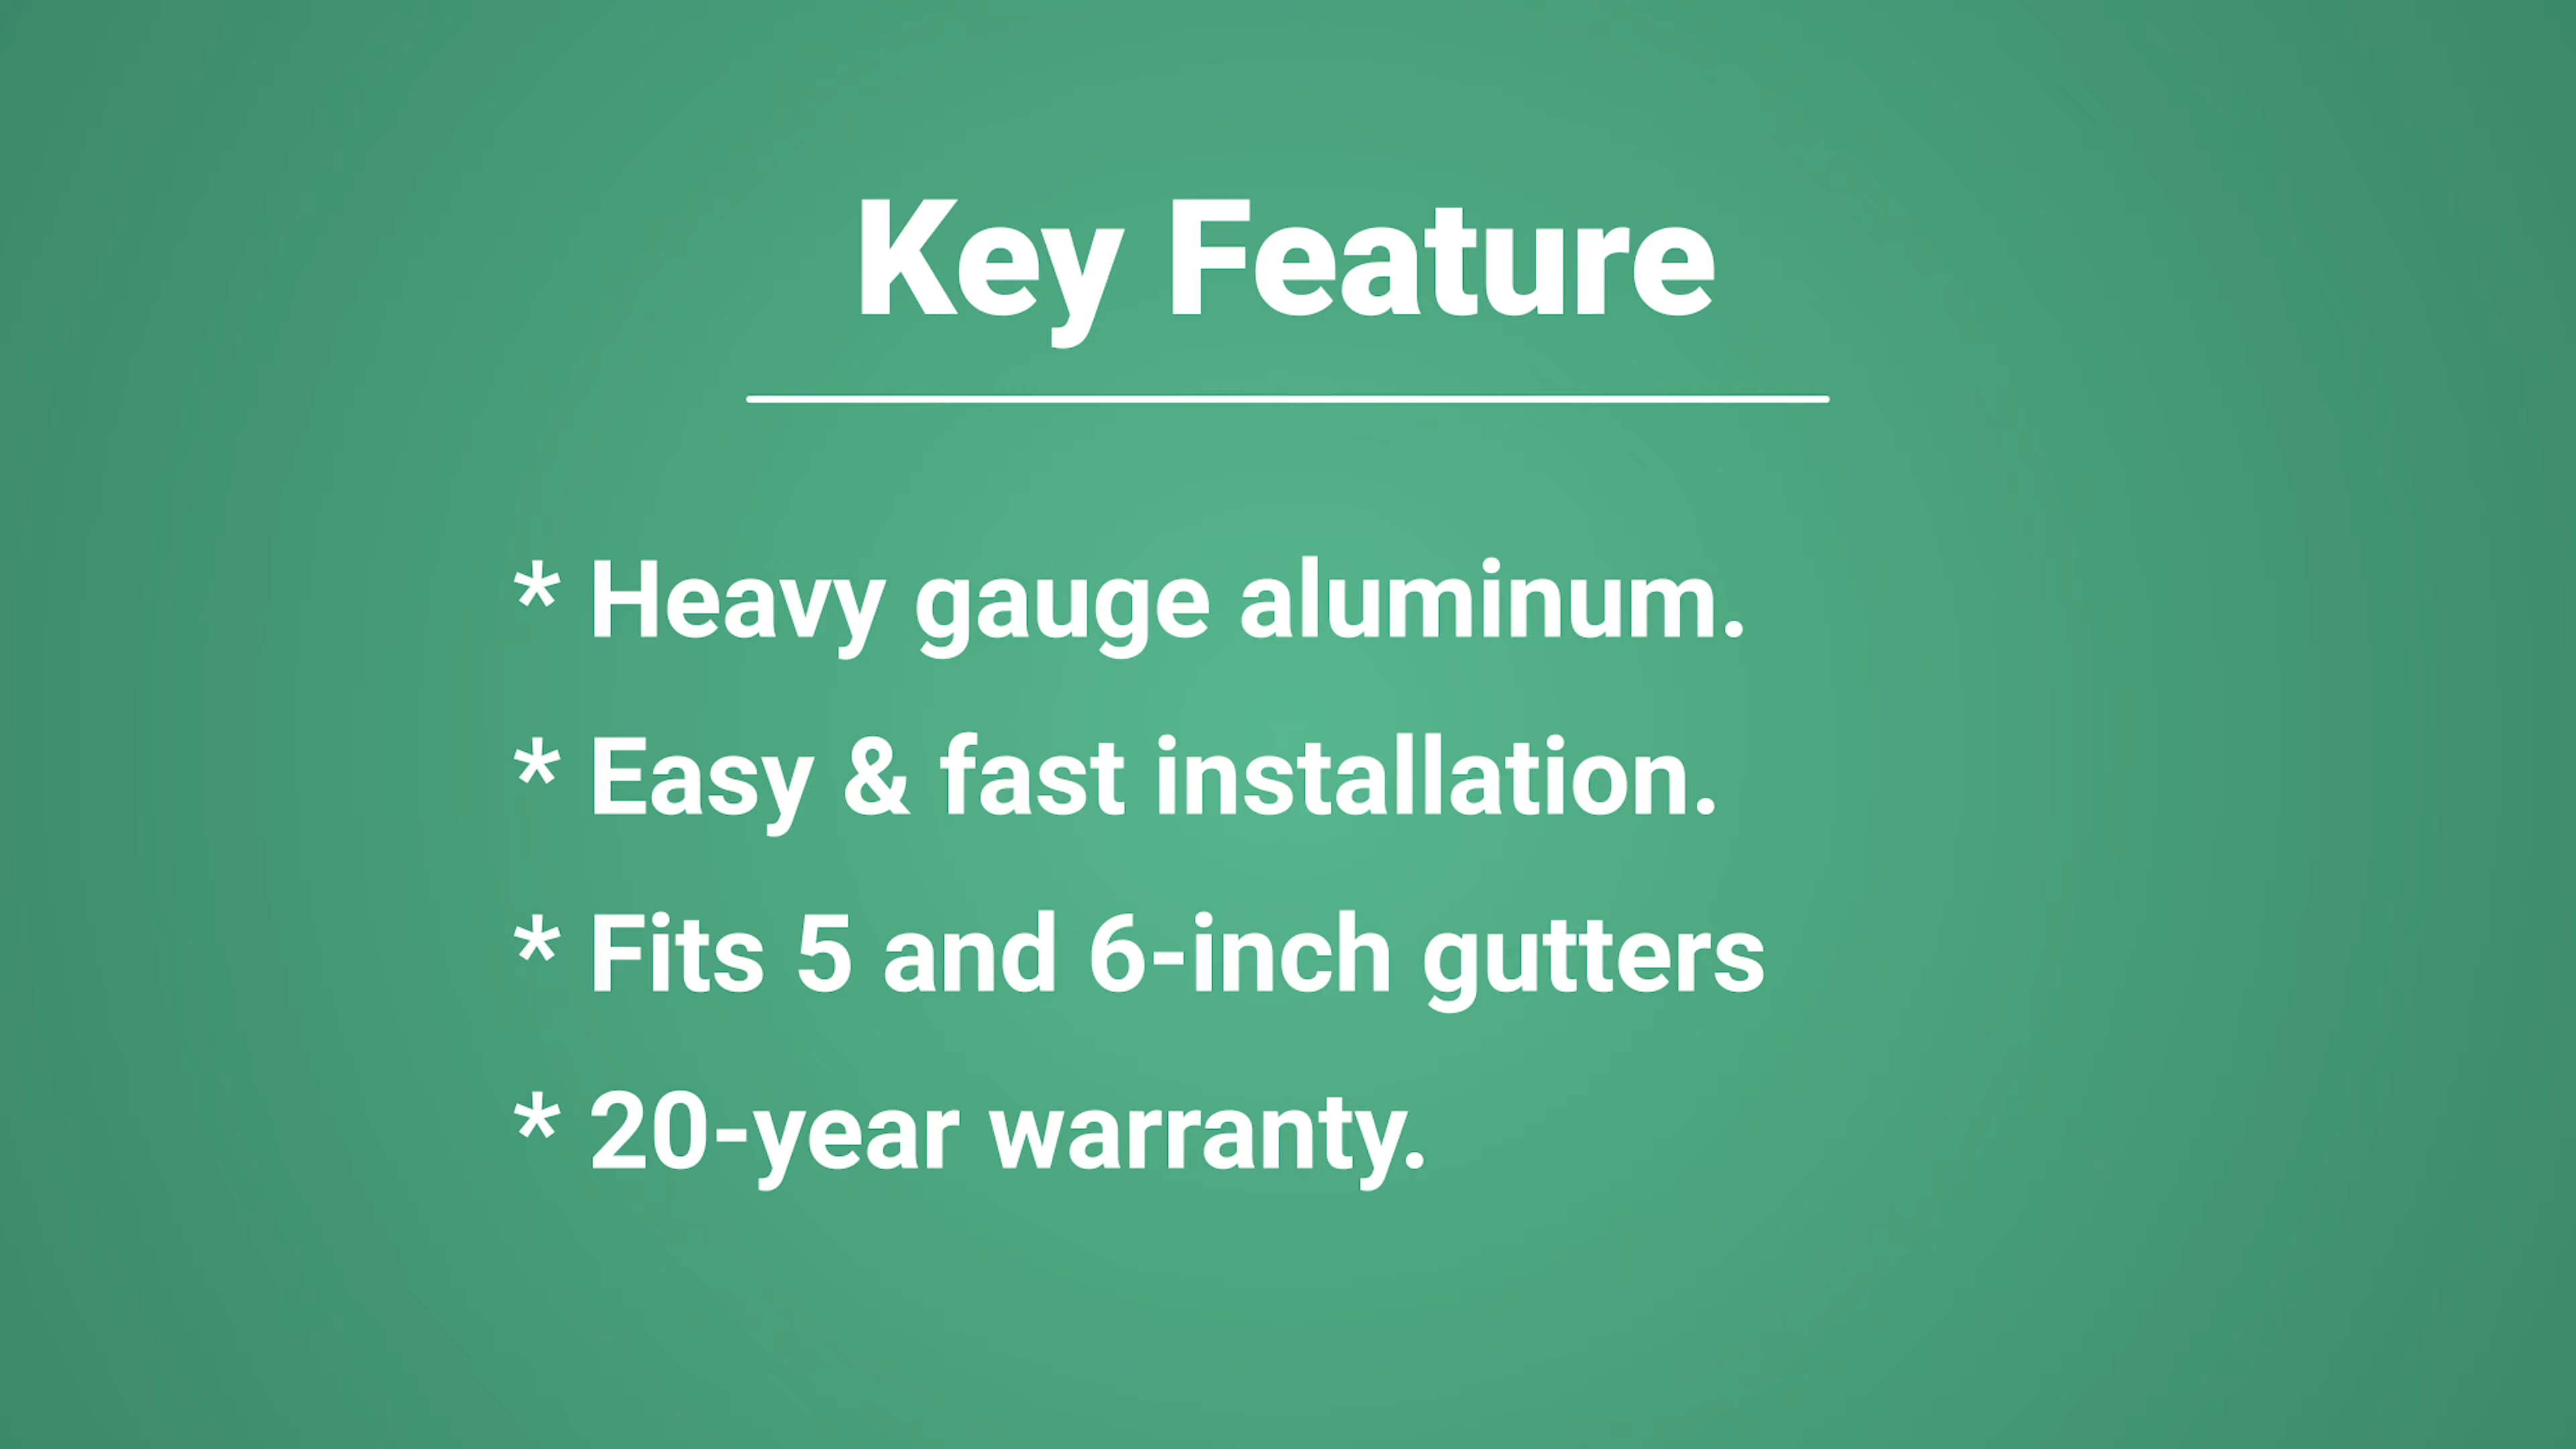 Key Feature
* Heavy gauge aluminum.
* Easy & fast installation.
* Fits 5 and 6-inch gutters
* 20-year warranty.